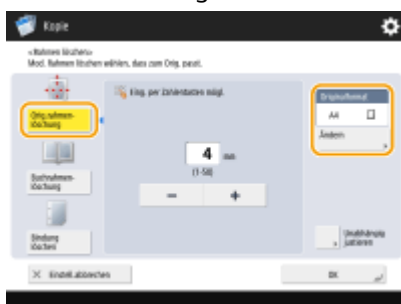 Kopie
<Rahmen löschen>
Mod. Rahmen löschen wählen, dass zum Orig. passt.
Orig.rahmen-
löschung
Buchrahmen-
löschung
Bindung
löschen
Eing. per Zahlentasten mögl.
4 mm
(1-50)
−
+
Originalformat
A4
Ändern
Unabhängig
justieren
Einstell. abbrechen
OK